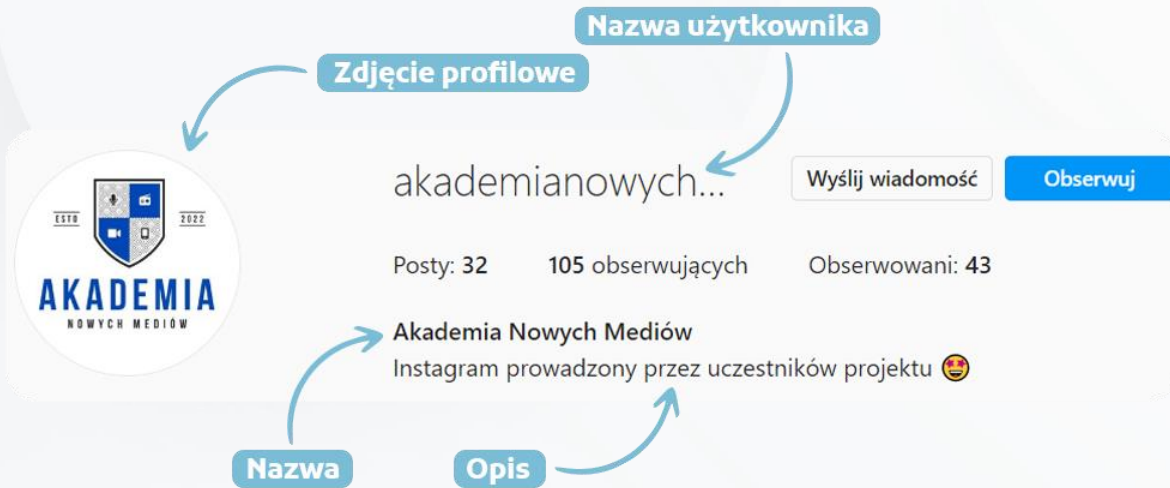 Nazwa użytkownika
Zdjęcie profilowe
akademianowych...
Wyślij wiadomość
Obserwuj
ESTD
2022
AKADEMIA
NOWYCH MEDIÓW
Posty: 32
105 obserwujących
Obserwowani: 43
Akademia Nowych Mediów
Instagram prowadzony przez uczestników projektu 🤩
Nazwa
Opis